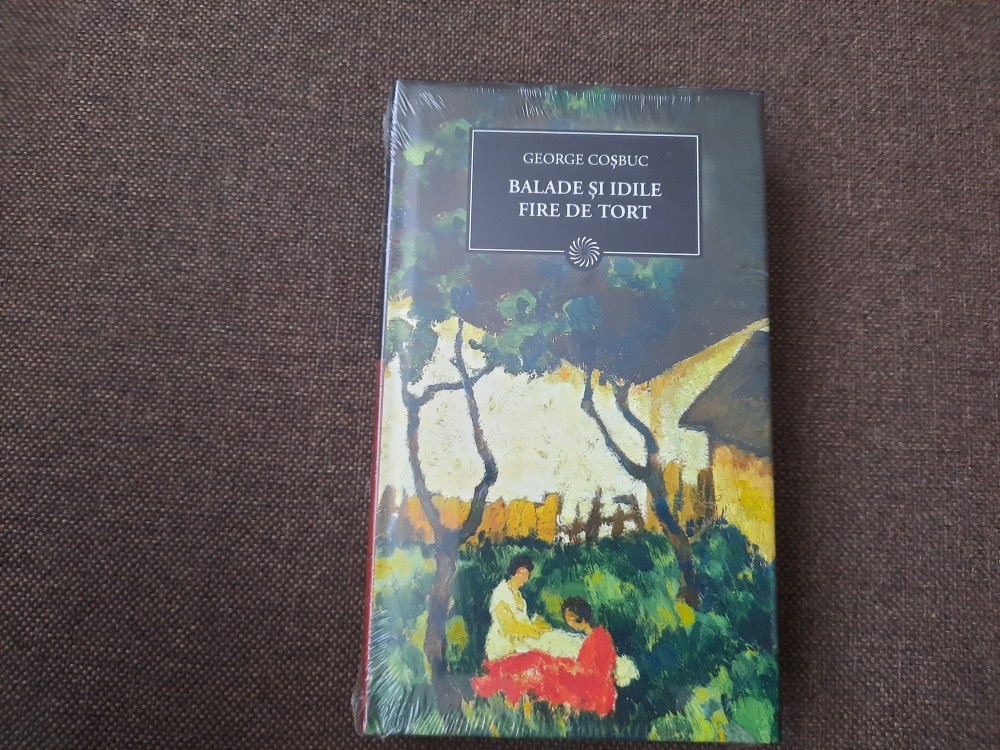 GEORGE COȘBUC
BALADE ȘI IDILE
FIRE DE TORT